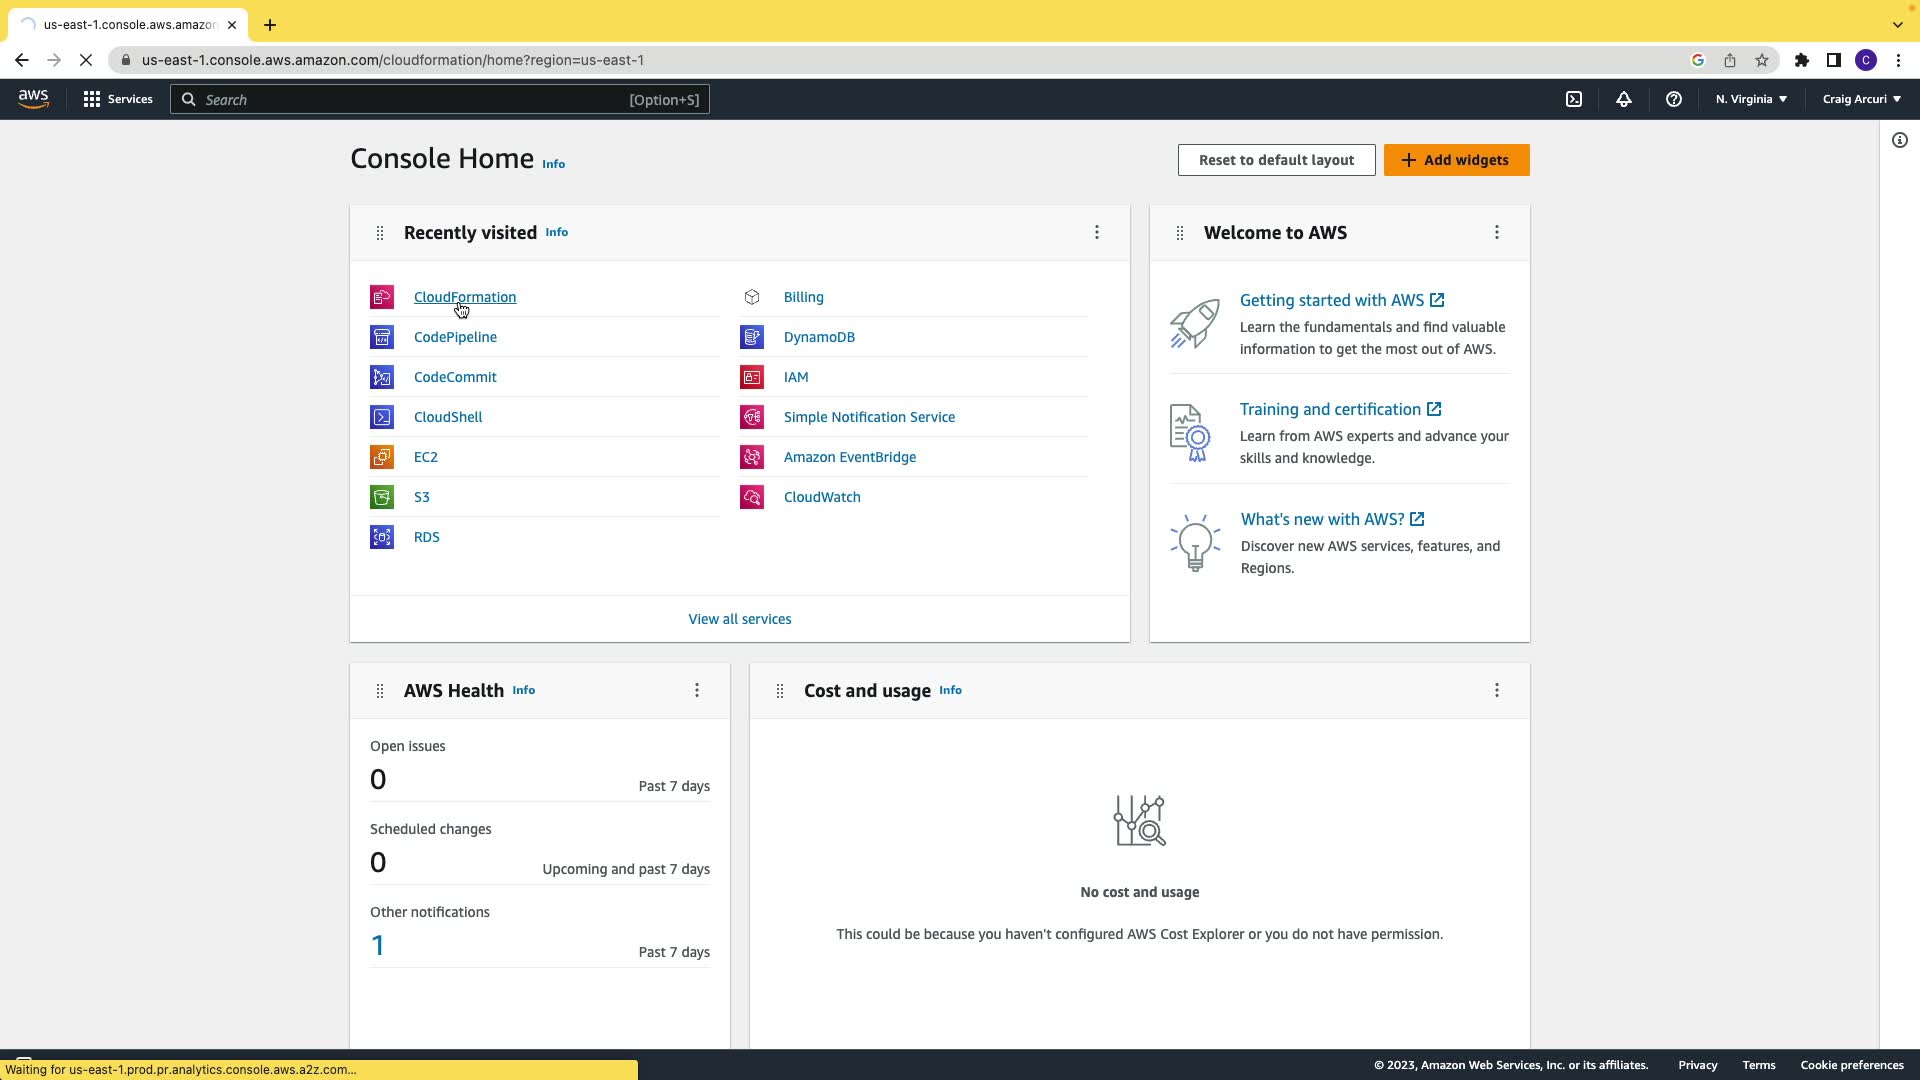 us-east-1.console.aws.amazon
us-east-1.console.aws.amazon.com/cloudformation/home?region=us-east-1
C
aws
Services
Search
[Option+S]
N. Virginia
Craig Arcuri
Console Home Info
Reset to default layout
Add widgets
Recently visited Info
CloudFormation
CodePipeline
CodeCommit
CloudShell
EC2
S3
RDS
Billing
DynamoDB
IAM
Simple Notification Service
Amazon EventBridge
CloudWatch
View all services
Welcome to AWS
Getting started with AWS
Learn the fundamentals and find valuable
information to get the most out of AWS.
Training and certification
Learn from AWS experts and advance your
skills and knowledge.
What's new with AWS?
Discover new AWS services, features, and
Regions.
AWS Health Info
Open issues
0
Past 7 days
Scheduled changes
0
Upcoming and past 7 days
Other notifications
1
Past 7 days
Cost and usage Info
No cost and usage
This could be because you haven't configured AWS Cost Explorer or you do not have permission.
Waiting for us-east-1.prod.pr.analytics.console.aws.a2z.com...
© 2023, Amazon Web Services, Inc. or its affiliates.
Privacy
Terms
Cookie preferences